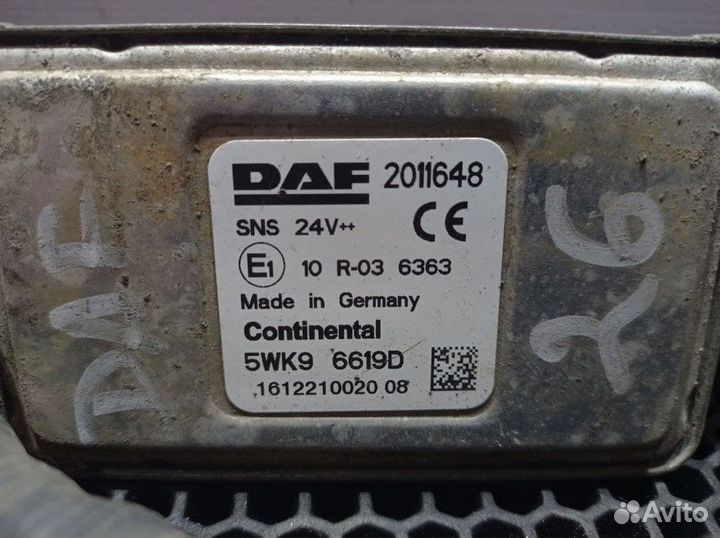 DAF 2011648
SNS 24V++
CE
E1 10 R-03 6363
Made in Germany
Continental
5WK9 6619D
1612210020 08
DAF
26
Avito